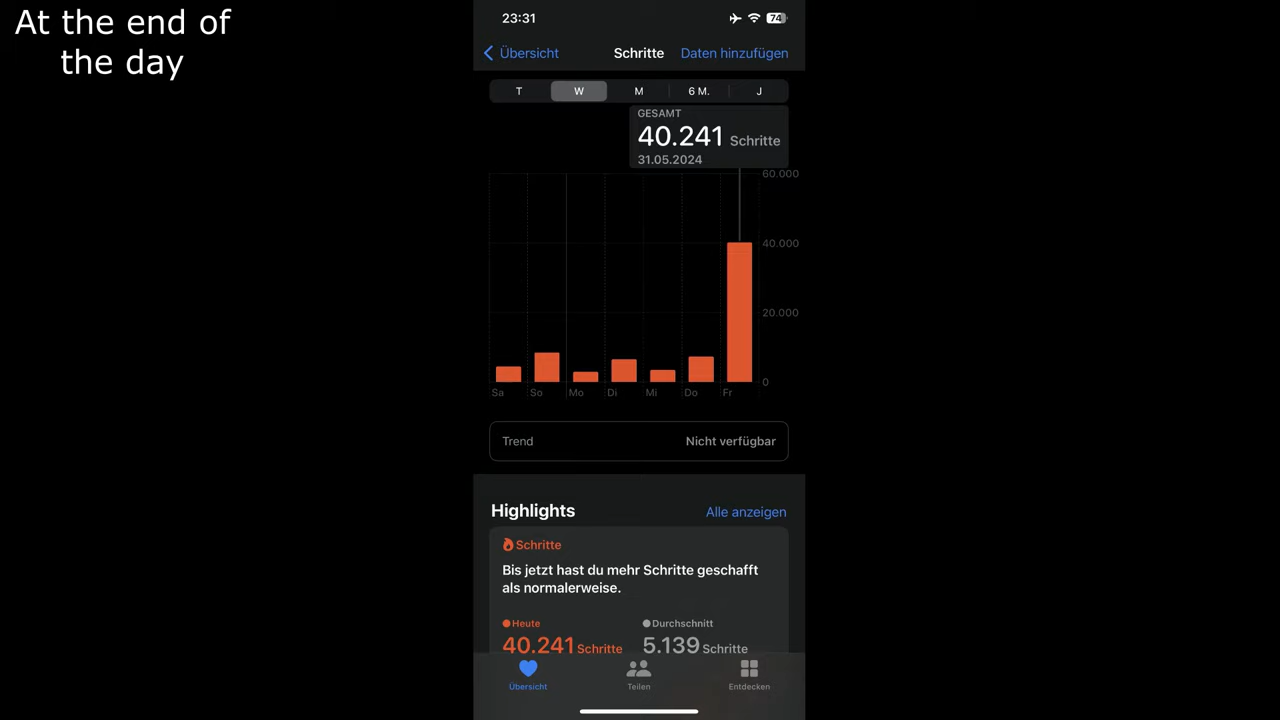 At the end of
the day
23:31
74
Übersicht
Schritte
Daten hinzufügen
T
W
M
6 M.
J
GESAMT
40.241 Schritte
31.05.2024
60.000
40.000
20.000
0
Sa
So
Mo
Di
Mi
Do
Fr
Trend
Nicht verfügbar
Highlights
Alle anzeigen
Schritte
Bis jetzt hast du mehr Schritte geschafft
als normalerweise.
Heute
Durchschnitt
40.241 Schritte
5.139 Schritte
Übersicht
Teilen
Entdecken